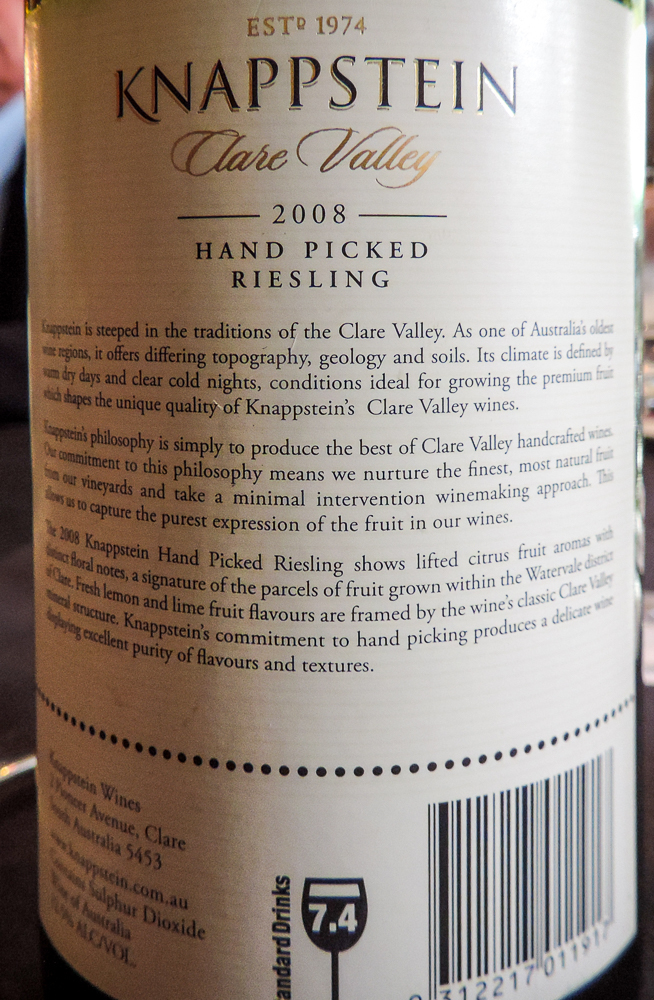 ESTD 1974
KNAPPSTEIN
Clare Valley
2008
HAND PICKED
RIESLING
Knappstein is steeped in the traditions of the Clare Valley. As one of Australia's oldest
wine regions, it offers differing topography, geology and soils. Its climate is defined by
warm dry days and clear cold nights, conditions ideal for growing the premium fruit
which shapes the unique quality of Knappstein's Clare Valley wines.
Knappstein's philosophy is simply to produce the best of Clare Valley handcrafted wines.
Our commitment to this philosophy means we nurture the finest, most natural fruit
from our vineyards and take a minimal intervention winemaking approach. This
allows us to capture the purest expression of the fruit in our wines.
The 2008 Knappstein Hand Picked Riesling shows lifted citrus fruit aromas with
distinct floral notes, a signature of the parcels of fruit grown within the Watervale district
of Clare. Fresh lemon and lime fruit flavours are framed by the wine's classic Clare Valley
mineral structure. Knappstein's commitment to hand picking produces a delicate wine
displaying excellent purity of flavours and textures.
Knappstein Wines
2 Pioneer Avenue, Clare
South Australia 5453
www.knappstein.com.au
Contains Sulphur Dioxide
Wine of Australia
ALC/VOL.
andard Drinks
7.4
9 312217 011917